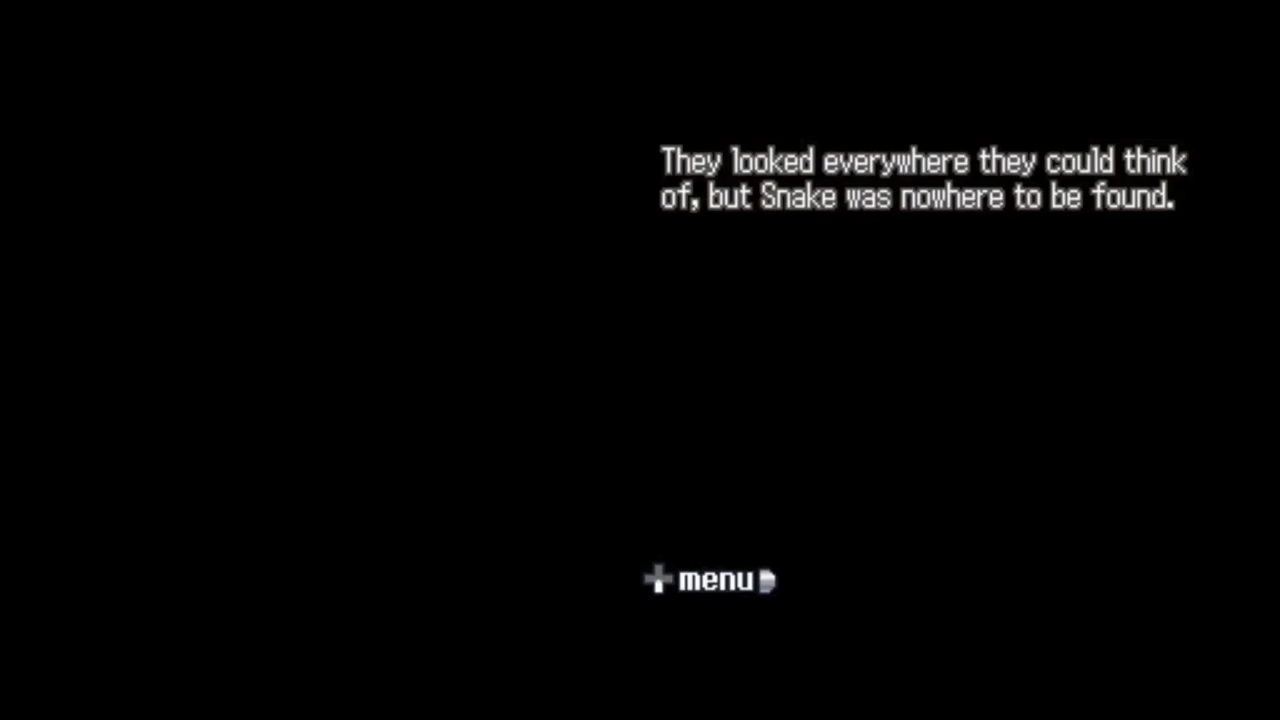 They looked everywhere they could think
of, but Snake was nowhere to be found.
menu